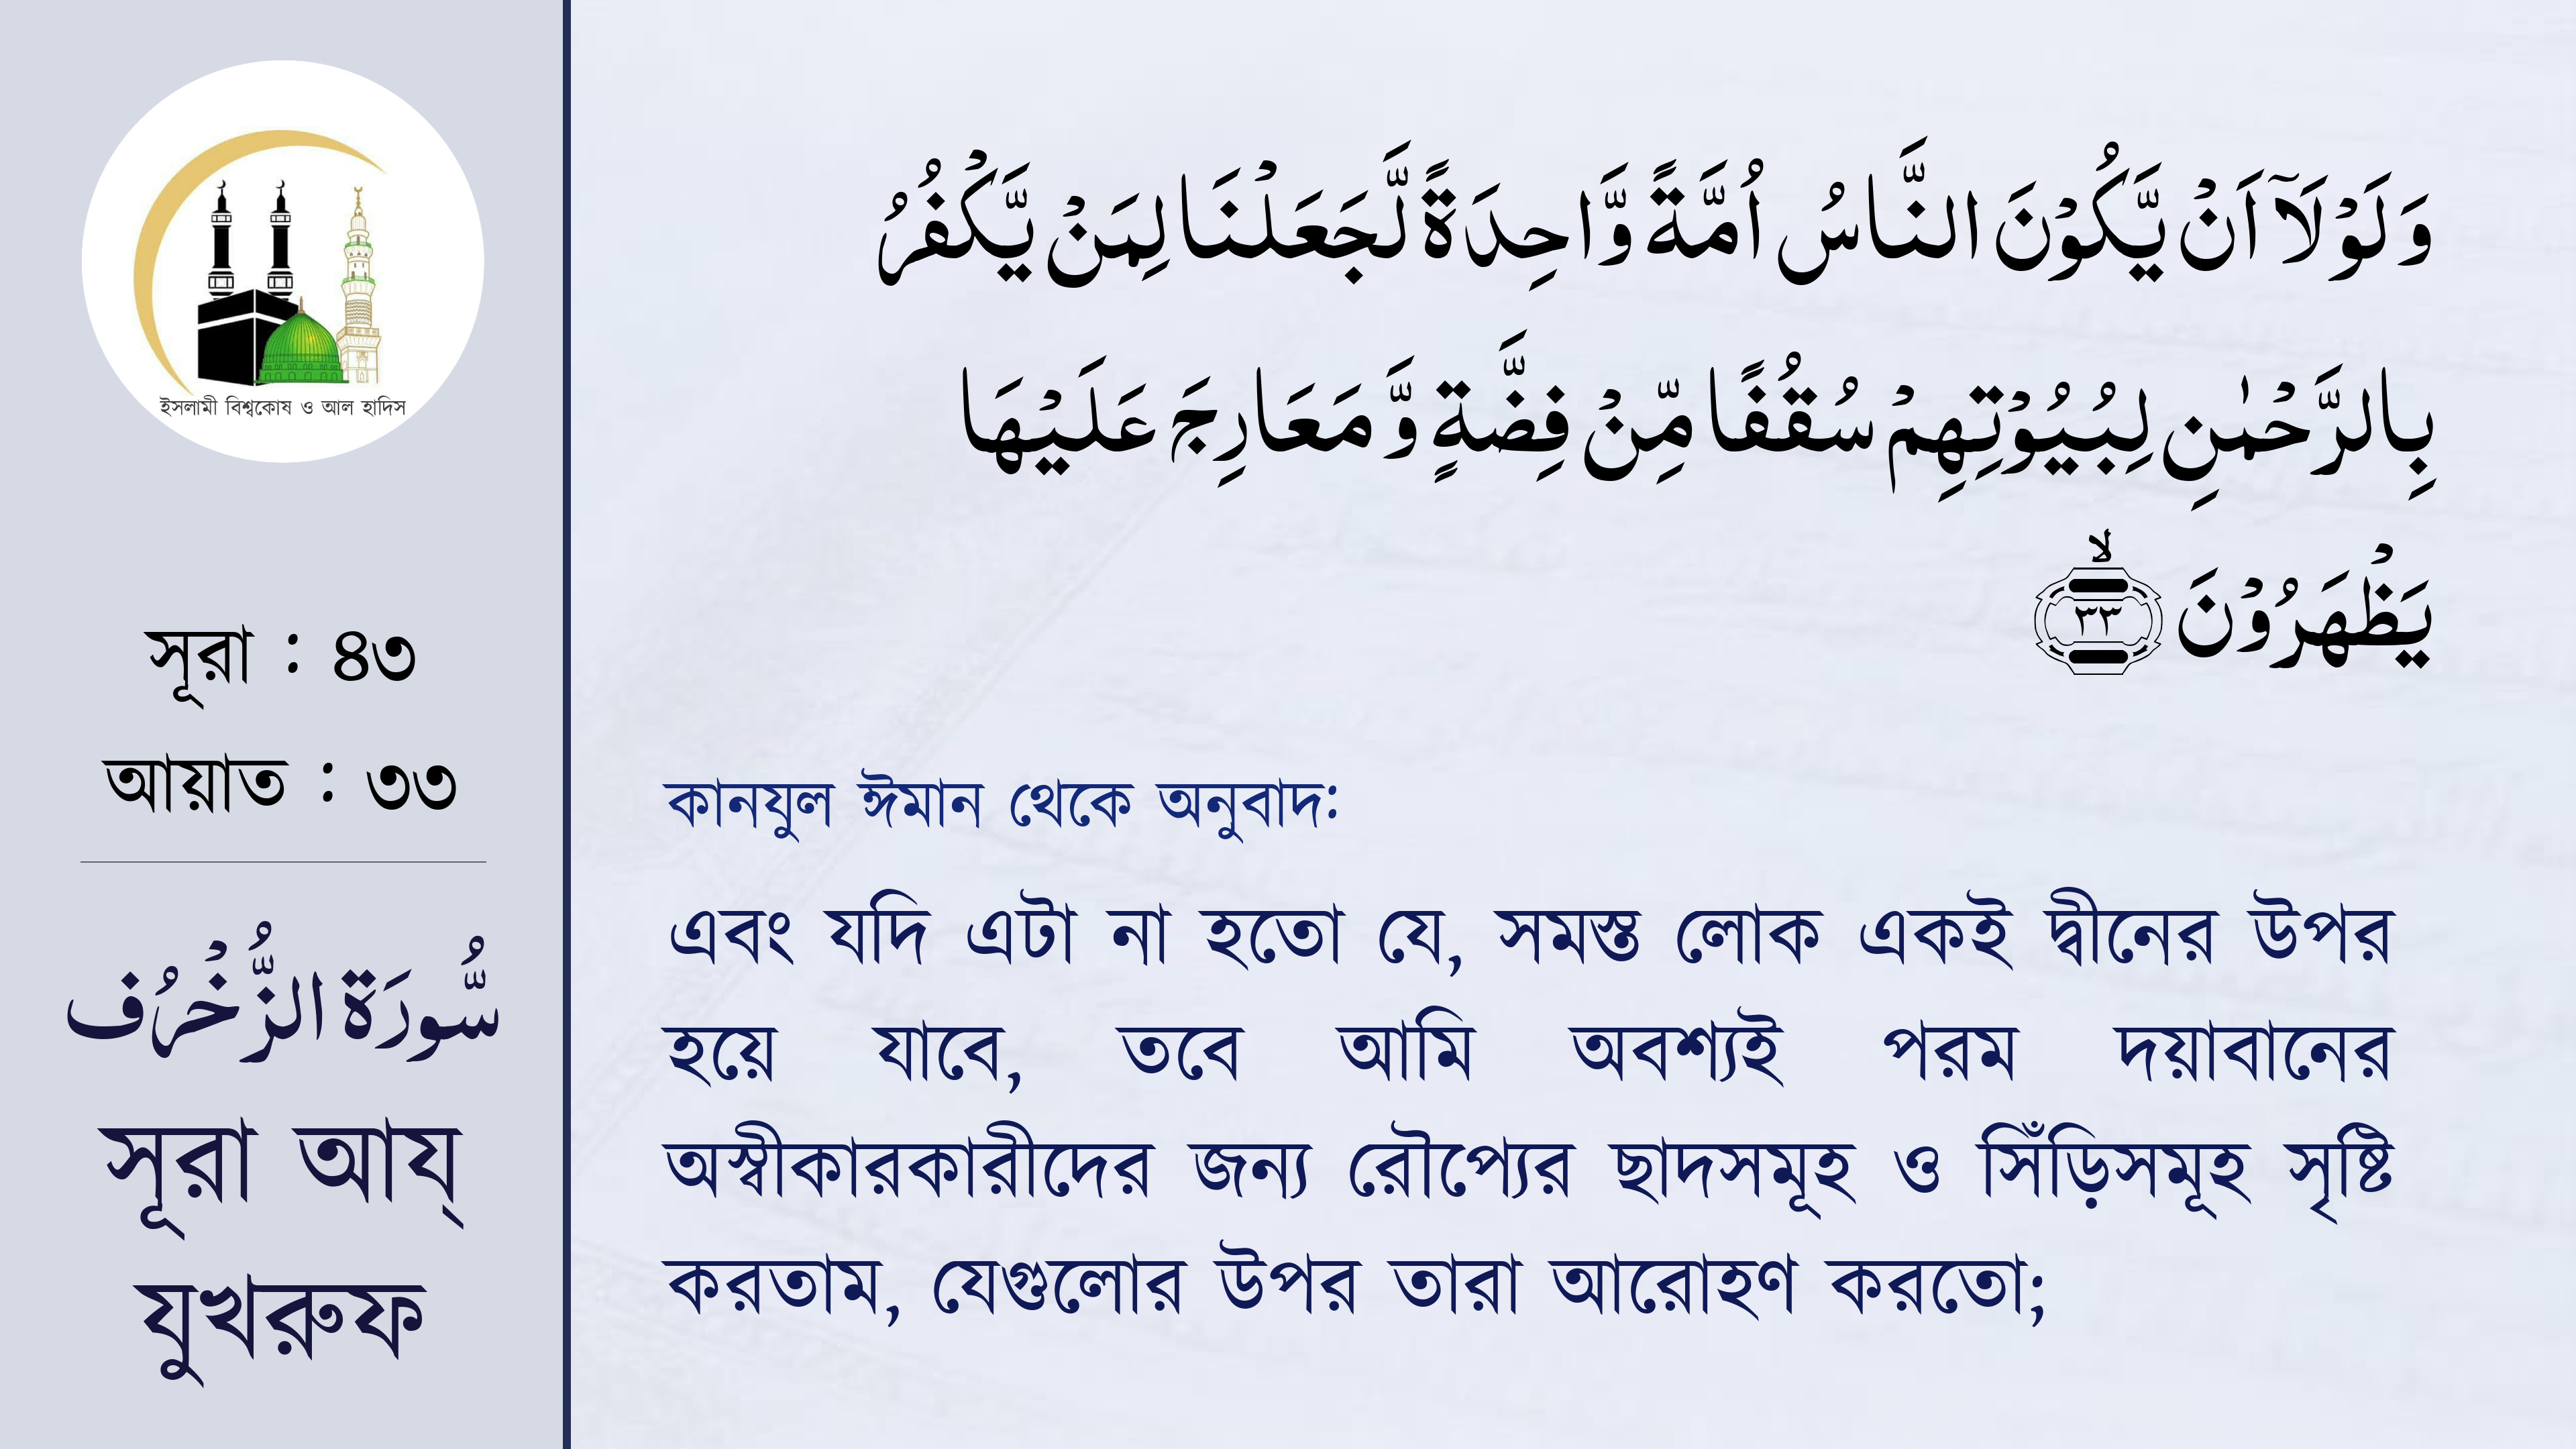 ইসলামী বিশ্বকোষ ও আল হাদিস
সূরা : ৪৩
আয়াত : ৩৩
سُّورَة الزُّخْرُف
সূরা আয্
যুখরুফ
وَلَوْلَآ اَنْ يَّكُوْنَ النَّاسُ اُمَّةً وَّاحِدَةً لَّجَعَلْنَا لِمَنْ يَّكْفُرُ
بِالرَّحْمٰنِ لِبُيُوْتِهِمْ سُقُفًا مِّنْ فِضَّةٍ وَّ مَعَارِجَ عَلَيْهَا
يَظْهَرُوْنَ ۙ ٣٣
কানযুল ঈমান থেকে অনুবাদ:
এবং যদি এটা না হতো যে, সমস্ত লোক একই দ্বীনের উপর
হয়ে যাবে, তবে আমি অবশ্যই পরম দয়াবানের
অস্বীকারকারীদের জন্য রৌপ্যের ছাদসমূহ ও সিঁড়িসমূহ সৃষ্টি
করতাম, যেগুলোর উপর তারা আরোহণ করতো;